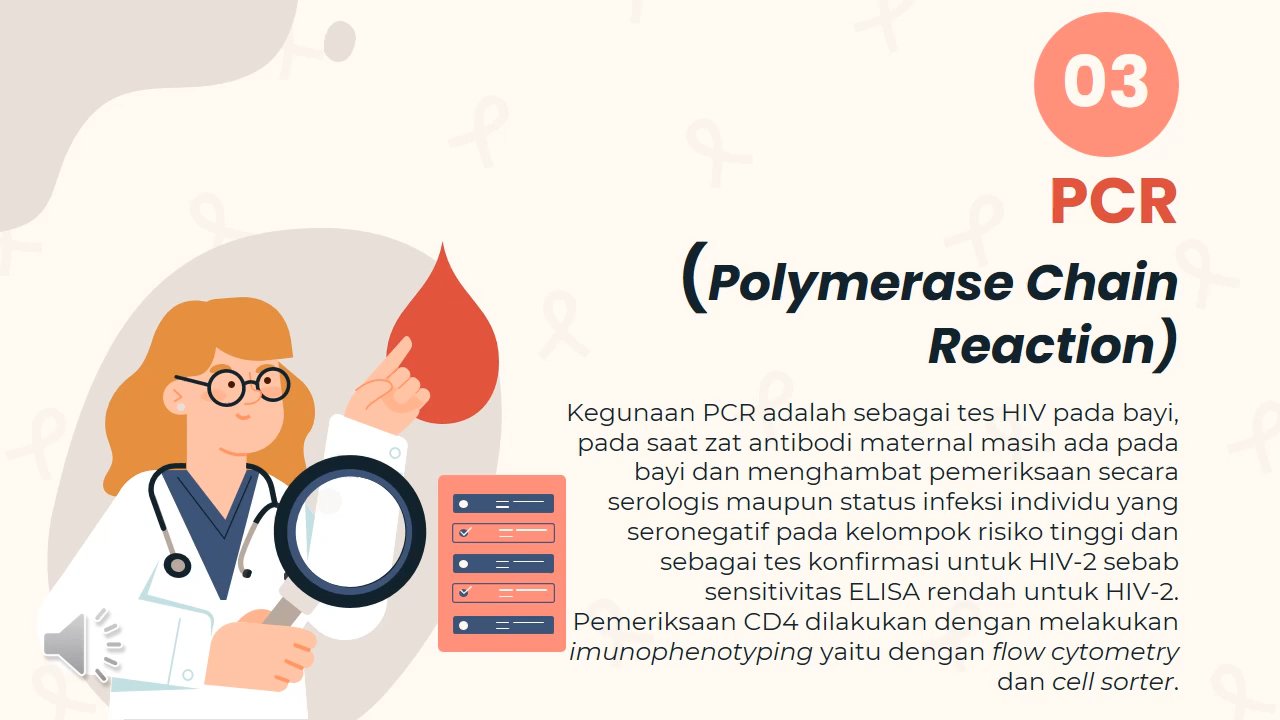 03
PCR
(Polymerase Chain
Reaction)
Kegunaan PCR adalah sebagai tes HIV pada bayi,
pada saat zat antibodi maternal masih ada pada
bayi dan menghambat pemeriksaan secara
serologis maupun status infeksi individu yang
seronegatif pada kelompok risiko tinggi dan
sebagai tes konfirmasi untuk HIV-2 sebab
sensitivitas ELISA rendah untuk HIV-2.
Pemeriksaan CD4 dilakukan dengan melakukan
imunophenotyping yaitu dengan flow cytometry
dan cell sorter.